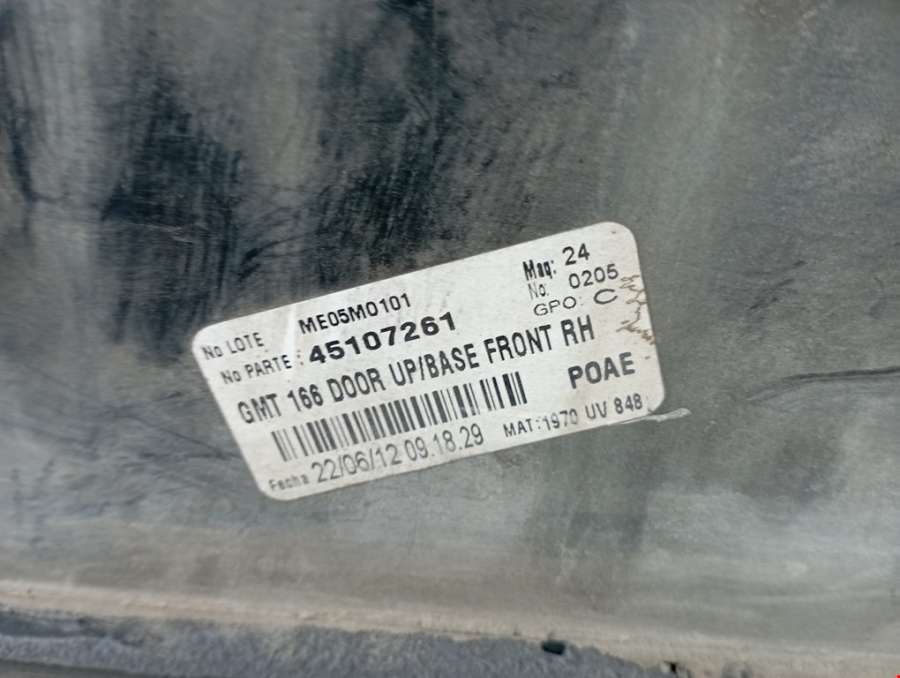 No LOTE ME05M0101 Maq: 24
No. 0205
No PARTE : 45107261 GPO: C
GMT 166 DOOR UP/BASE FRONT RH
POAE
Fecha 22/06/12 09.18.29 MAT:1970 UV 848